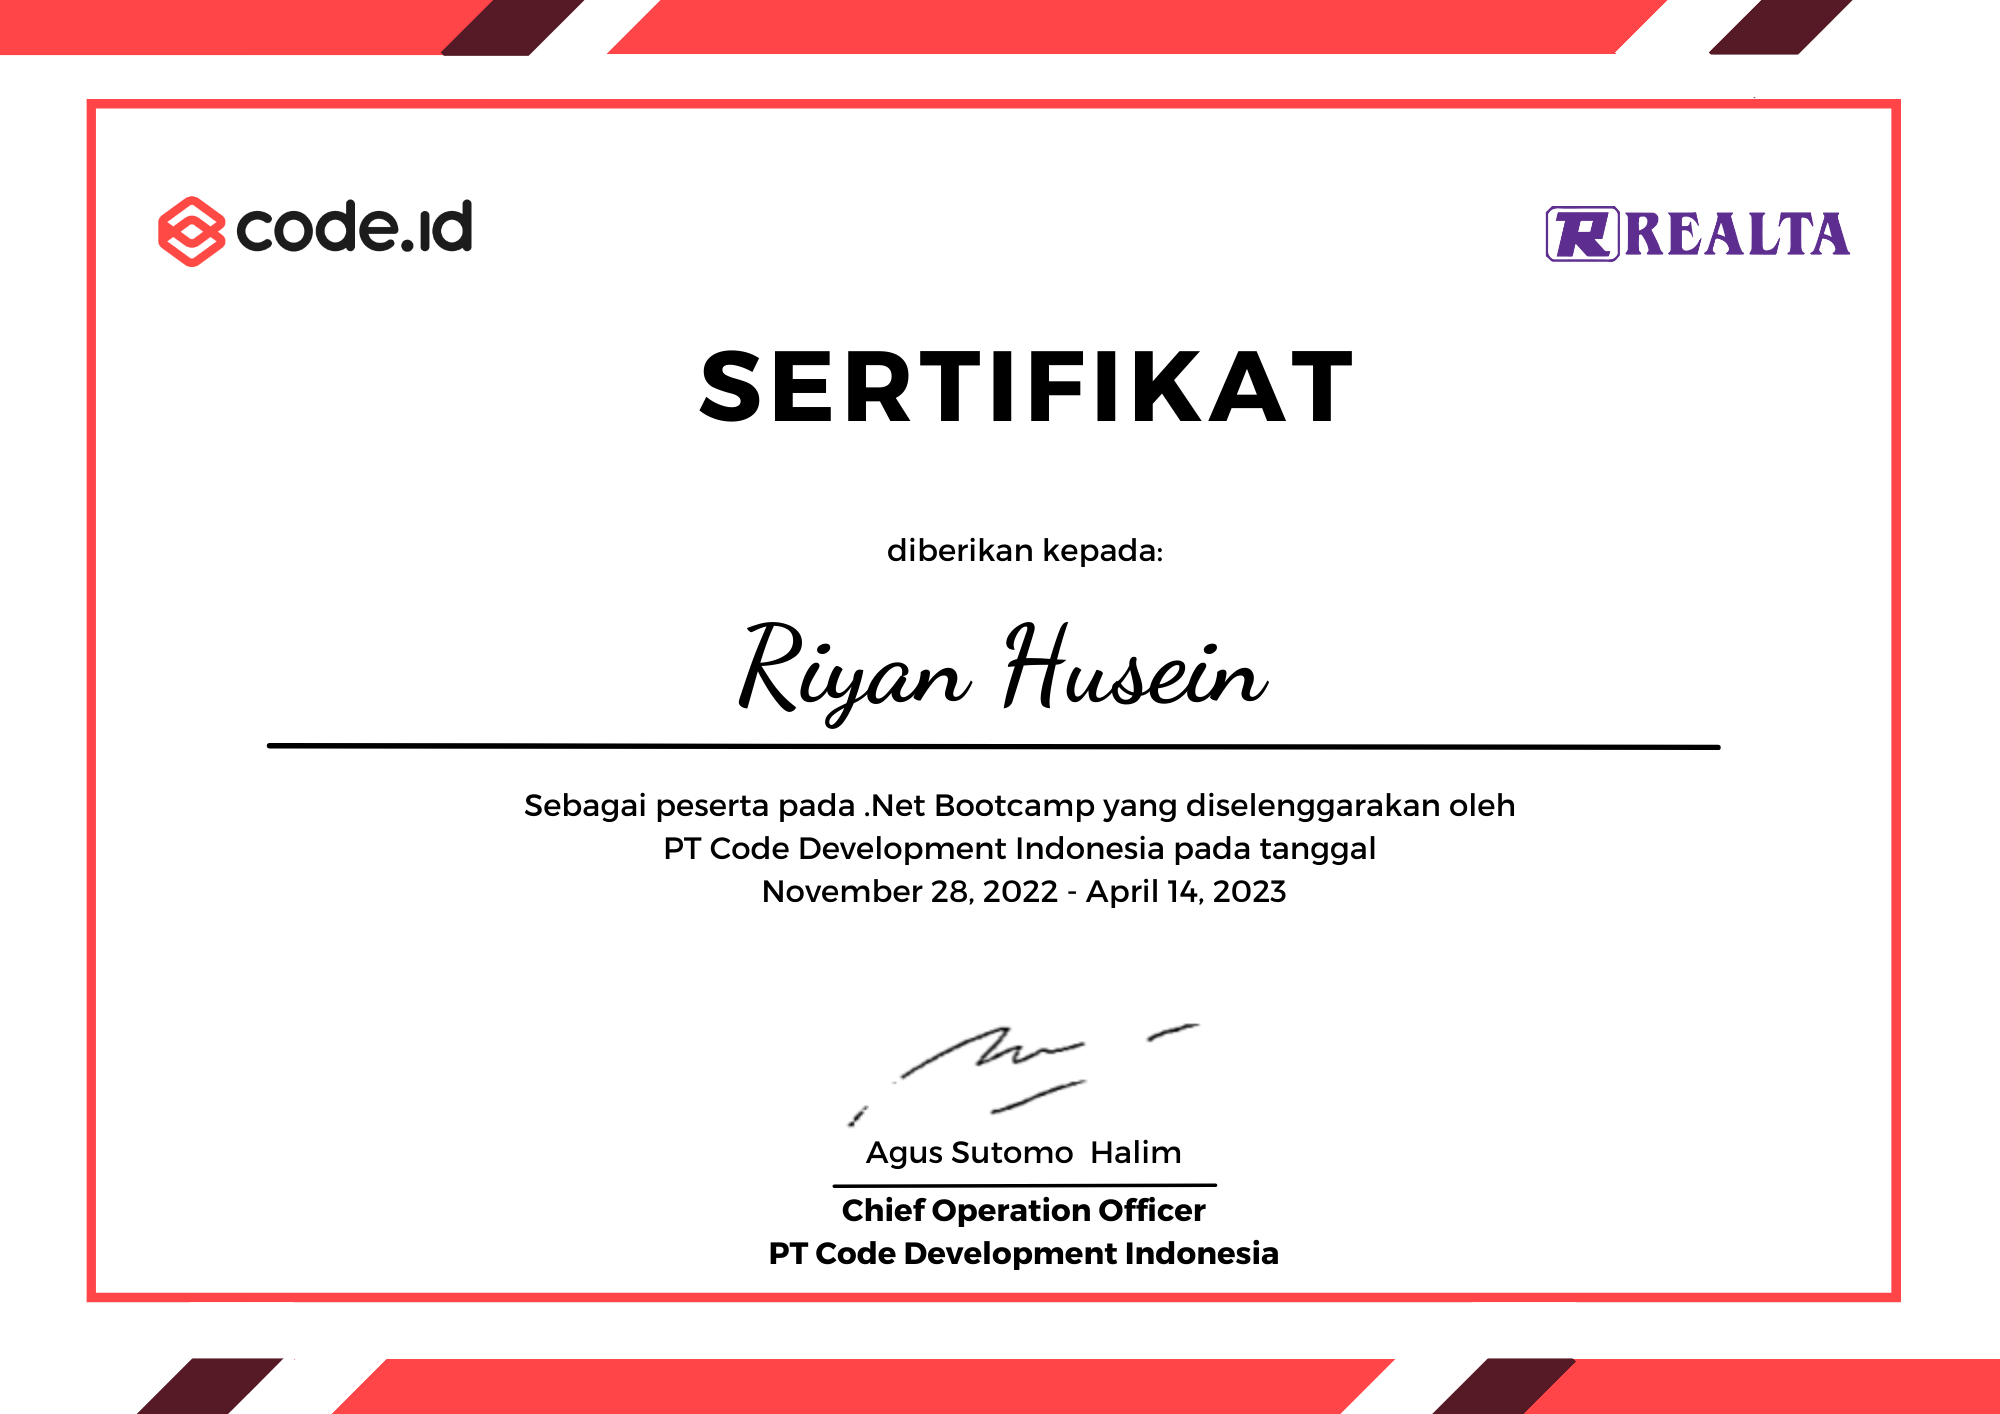 code.id
REALTA
SERTIFIKAT
diberikan kepada:
Riyan Husein
Sebagai peserta pada .Net Bootcamp yang diselenggarakan oleh
PT Code Development Indonesia pada tanggal
November 28, 2022 - April 14, 2023
Agus Sutomo  Halim
Chief Operation Officer
PT Code Development Indonesia